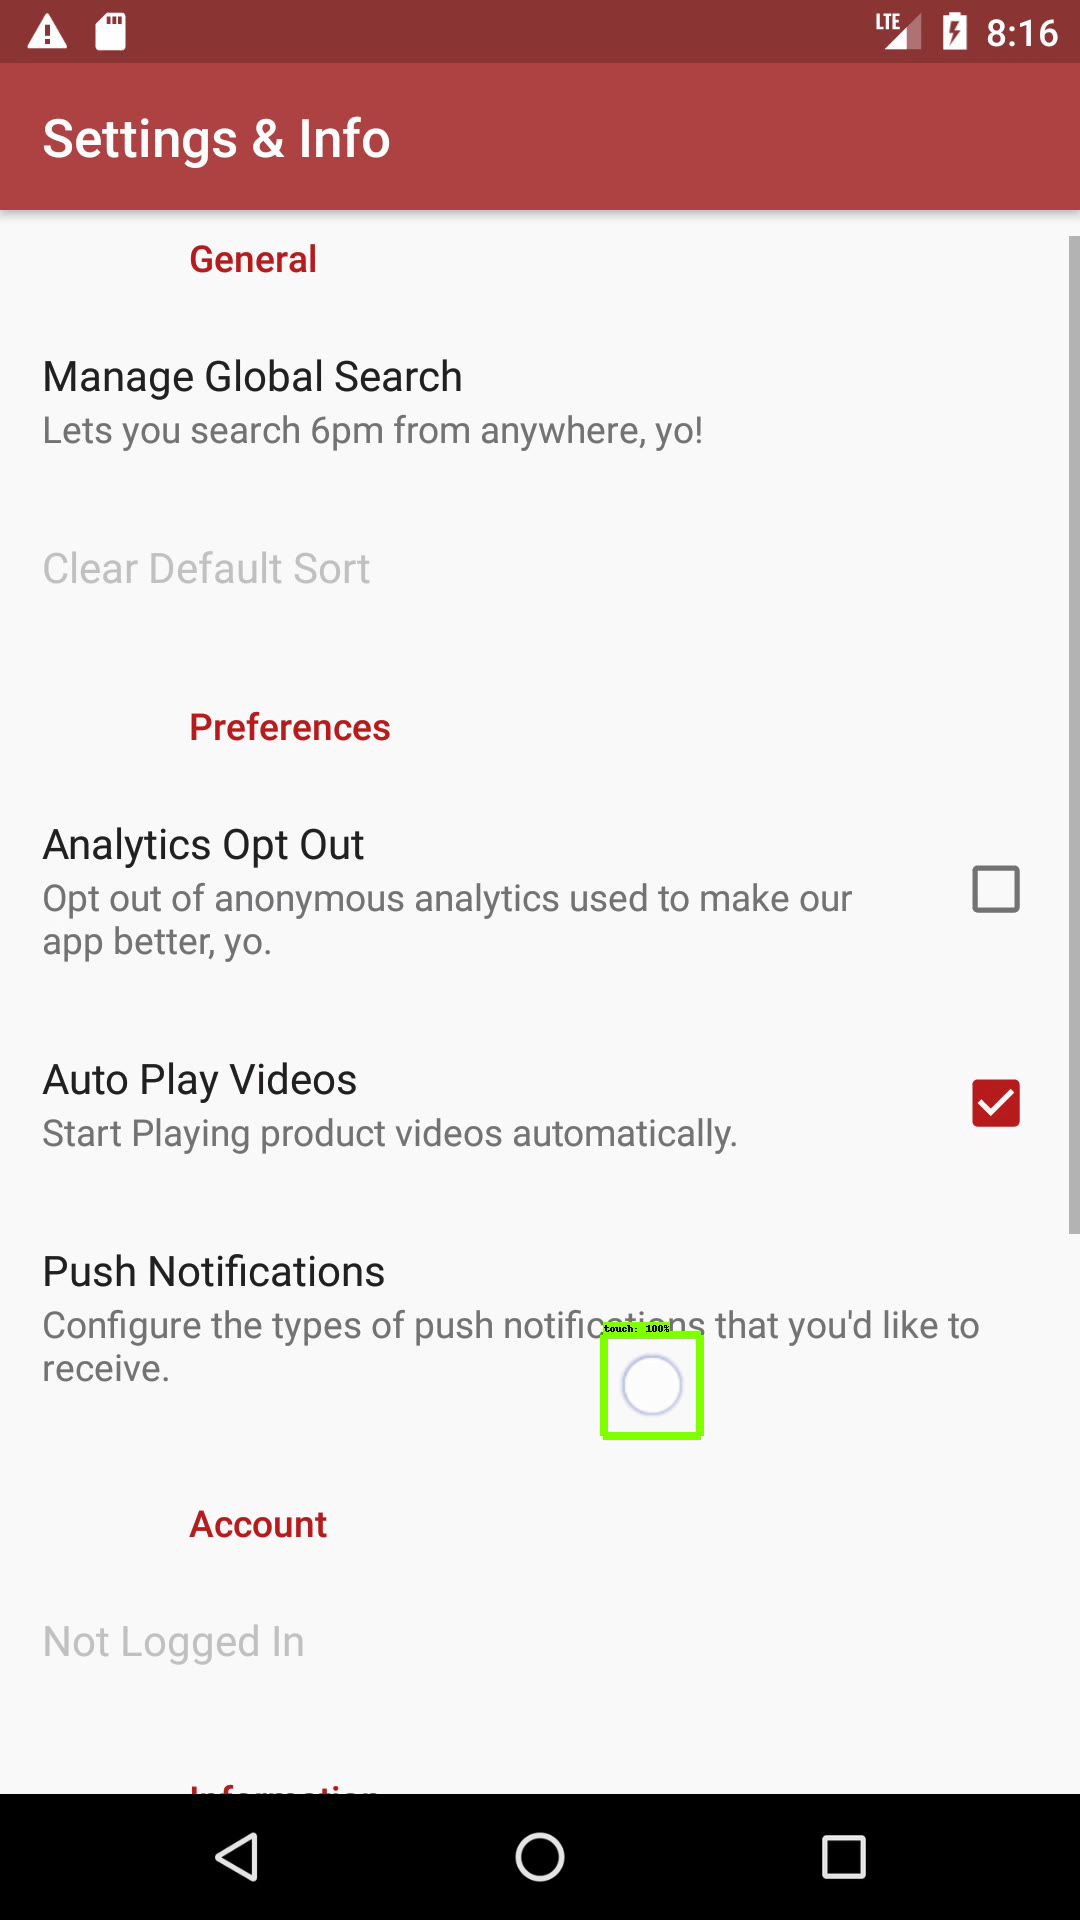 LTE 8:16
Settings & Info
General
Manage Global Search
Lets you search 6pm from anywhere, yo!
Clear Default Sort
Preferences
Analytics Opt Out
Opt out of anonymous analytics used to make our
app better, yo.
Auto Play Videos
Start Playing product videos automatically.
Push Notifications
Configure the types of push notifications that you'd like to
touch: 100%
receive.
Account
Not Logged In
Information